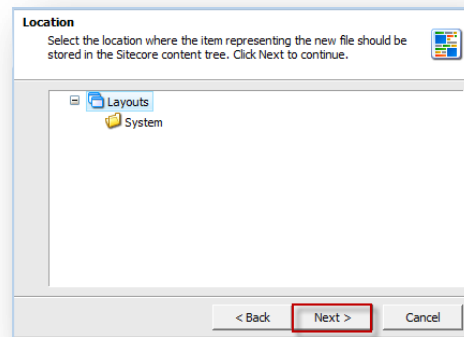 Location
Select the location where the item representing the new file should be
stored in the Sitecore content tree. Click Next to continue.
Layouts
System
< Back Next > Cancel